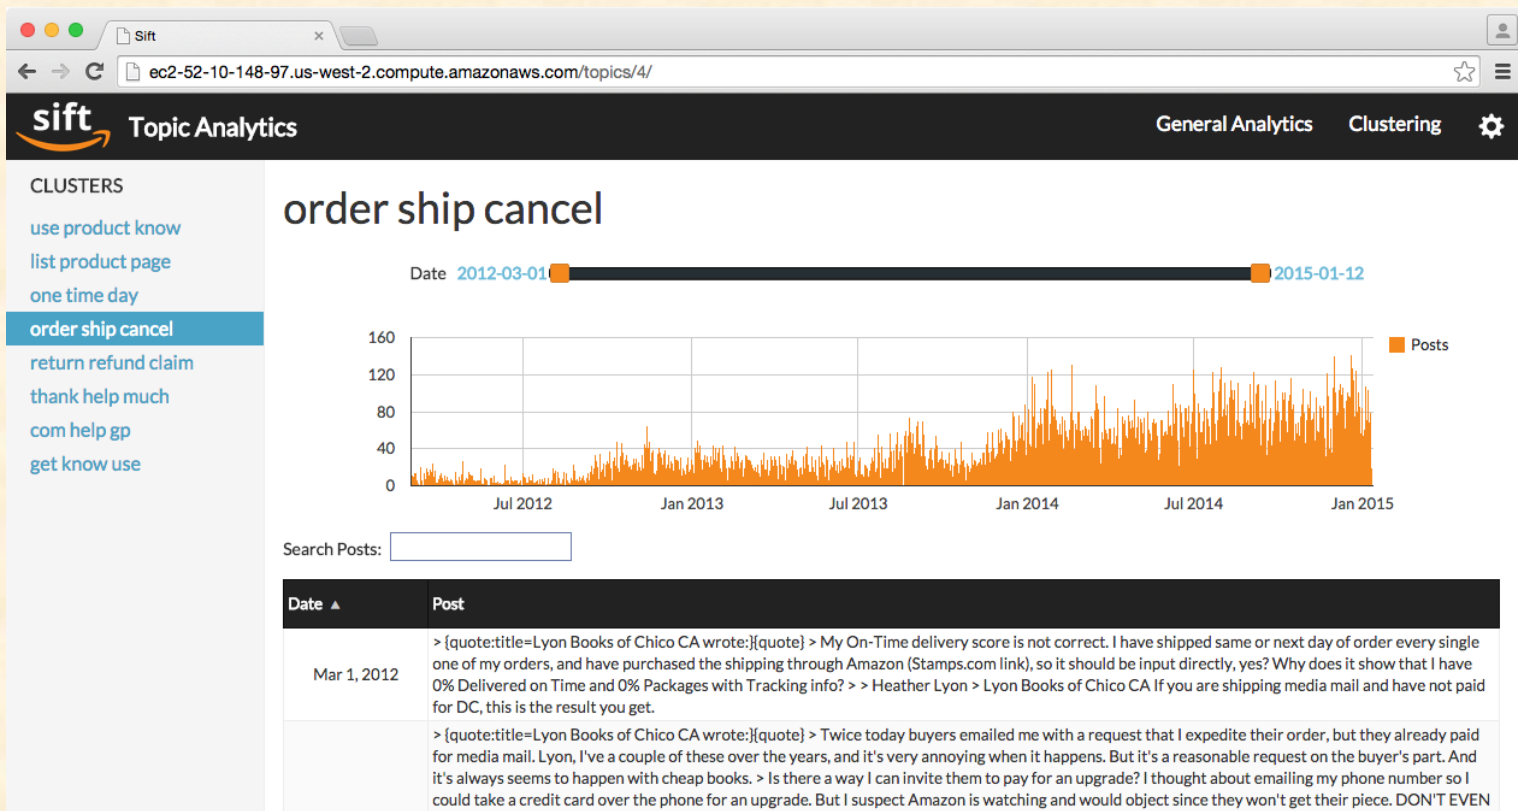 Sift
ec2-52-10-148-97.us-west-2.compute.amazonaws.com/topics/4/
sift Topic Analytics General Analytics Clustering
CLUSTERS
use product know
list product page
one time day
order ship cancel
return refund claim
thank help much
com help gp
get know use
order ship cancel
Date 2012-03-01 2015-01-12
160
120
80
40
0
Posts
Jul 2012 Jan 2013 Jul 2013 Jan 2014 Jul 2014 Jan 2015
Search Posts:
Date ▲ Post
Mar 1, 2012
> {quote:title=Lyon Books of Chico CA wrote:}{quote} > My On-Time delivery score is not correct. I have shipped same or next day of order every single
one of my orders, and have purchased the shipping through Amazon (Stamps.com link), so it should be input directly, yes? Why does it show that I have
0% Delivered on Time and 0% Packages with Tracking info? > > Heather Lyon > Lyon Books of Chico CA If you are shipping media mail and have not paid
for DC, this is the result you get.
> {quote:title=Lyon Books of Chico CA wrote:}{quote} > Twice today buyers emailed me with a request that I expedite their order, but they already paid
for media mail. Lyon, I've a couple of these over the years, and it's very annoying when it happens. But it's a reasonable request on the buyer's part. And
it's always seems to happen with cheap books. > Is there a way I can invite them to pay for an upgrade? I thought about emailing my phone number so I
could take a credit card over the phone for an upgrade. But I suspect Amazon is watching and would object since they won't get their piece. DON'T EVEN